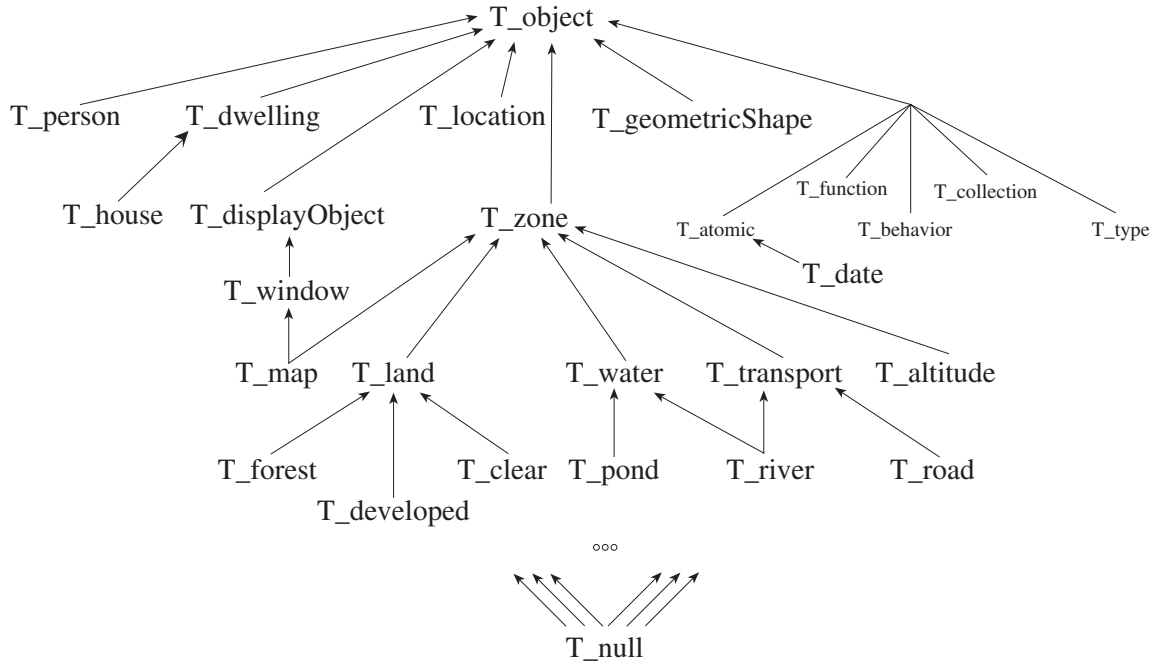 T_object
T_person T_dwelling T_location T_geometricShape
T_function T_collection
T_house T_displayObject T_zone T_atomic T_behavior T_type
T_date
T_window
T_map T_land T_water T_transport T_altitude
T_forest T_clear T_pond T_river T_road
T_developed
T_null